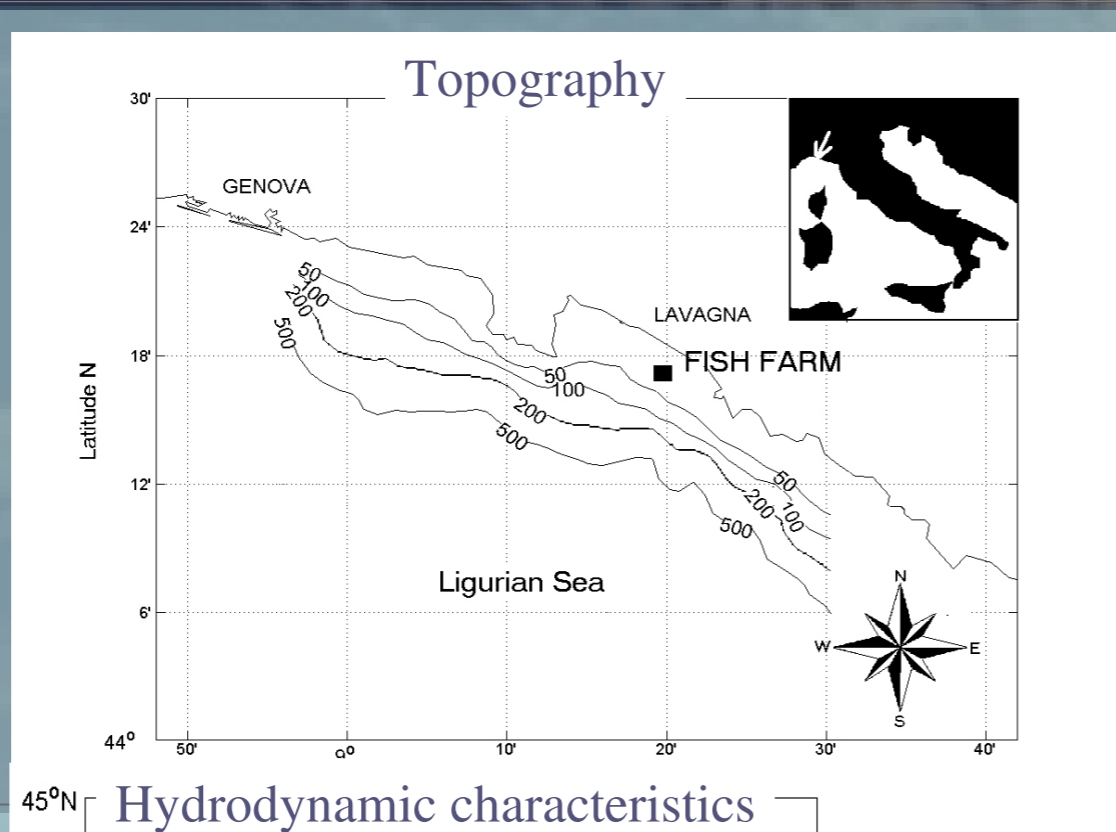 Topography
30'
GENOVA
24'
50
100
200
500
LAVAGNA
18'
FISH FARM
50
100
200
500
Latitude N
12'
50
200
100
500
Ligurian Sea
N
6'
W
E
S
44°
50'
9°
10'
20'
30'
40'
45°N
Hydrodynamic characteristics